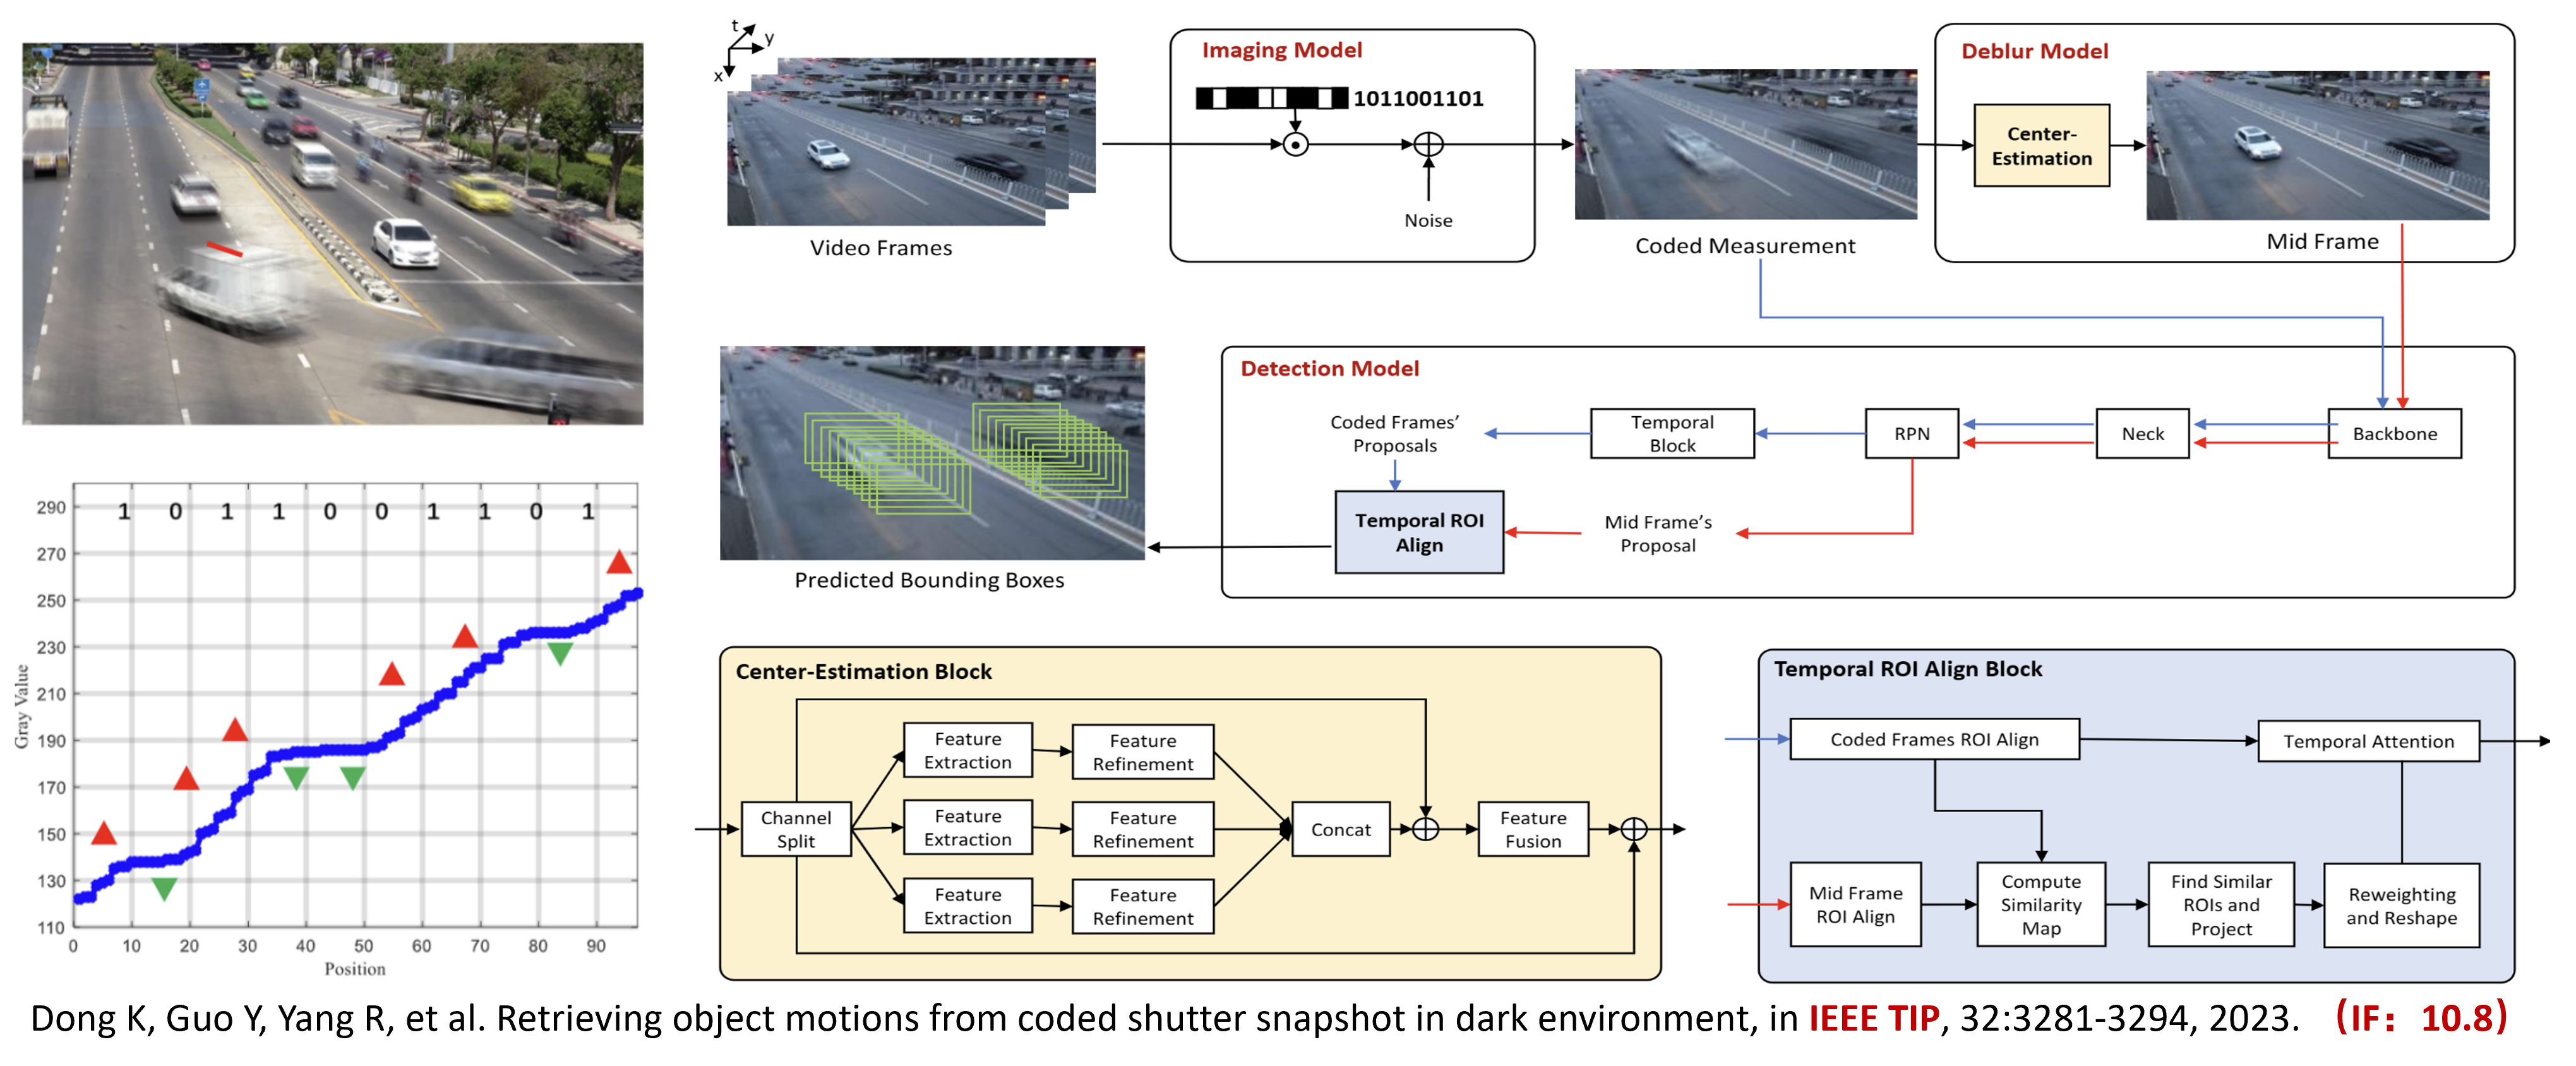 t
y
x
Video Frames
Imaging Model
1011001101
Noise
Coded Measurement
Deblur Model
Center-
Estimation
Mid Frame
Predicted Bounding Boxes
Detection Model
Coded Frames'
Proposals
Temporal
Block
RPN
Neck
Backbone
Temporal ROI
Align
Mid Frame's
Proposal
1 0 1 1 0 0 1 1 0 1
290
270
250
230
210
190
170
150
130
110
0 10 20 30 40 50 60 70 80 90
Gray Value
Position
Center-Estimation Block
Channel
Split
Feature
Extraction
Feature
Refinement
Feature
Extraction
Feature
Refinement
Feature
Extraction
Feature
Refinement
Concat
Feature
Fusion
Temporal ROI Align Block
Coded Frames ROI Align
Temporal Attention
Mid Frame
ROI Align
Compute
Similarity
Map
Find Similar
ROIs and
Project
Reweighting
and Reshape
Dong K, Guo Y, Yang R, et al. Retrieving object motions from coded shutter snapshot in dark environment, in IEEE TIP, 32:3281-3294, 2023. （IF：10.8）